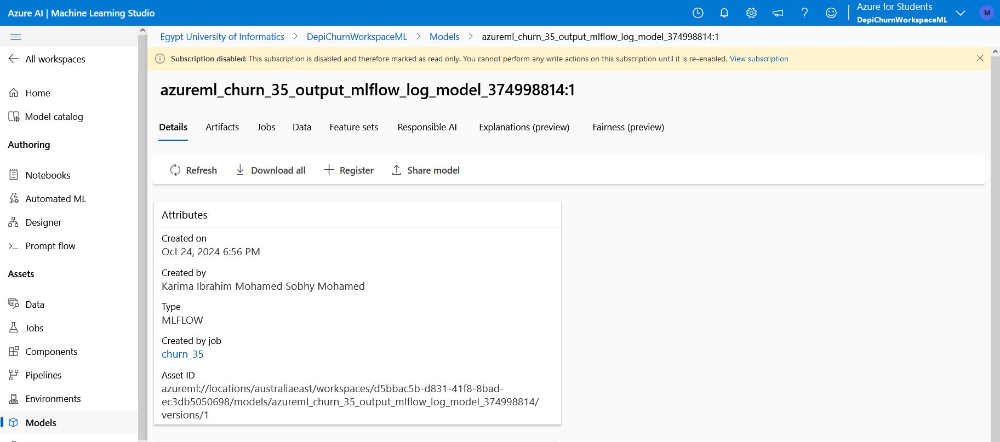 Azure AI | Machine Learning Studio
Azure for Students
DepiChurnWorkspaceML
M
All workspaces
Home
Model catalog
Authoring
Notebooks
Automated ML
Designer
Prompt flow
Assets
Data
Jobs
Components
Pipelines
Environments
Models
Egypt University of Informatics > DepiChurnWorkspaceML > Models > azureml_churn_35_output_mlflow_log_model_374998814:1
Subscription disabled: This subscription is disabled and therefore marked as read only. You cannot perform any write actions on this subscription until it is re-enabled. View subscription
azureml_churn_35_output_mlflow_log_model_374998814:1
Details Artifacts Jobs Data Feature sets Responsible AI Explanations (preview) Fairness (preview)
Refresh Download all Register Share model
Attributes
Created on
Oct 24, 2024 6:56 PM
Created by
Karima Ibrahim Mohamed Sobhy Mohamed
Type
MLFLOW
Created by job
churn_35
Asset ID
azureml://locations/australiaeast/workspaces/d5bbac5b-d831-41f8-8bad-
ec3db5050698/models/azureml_churn_35_output_mlflow_log_model_374998814/
versions/1